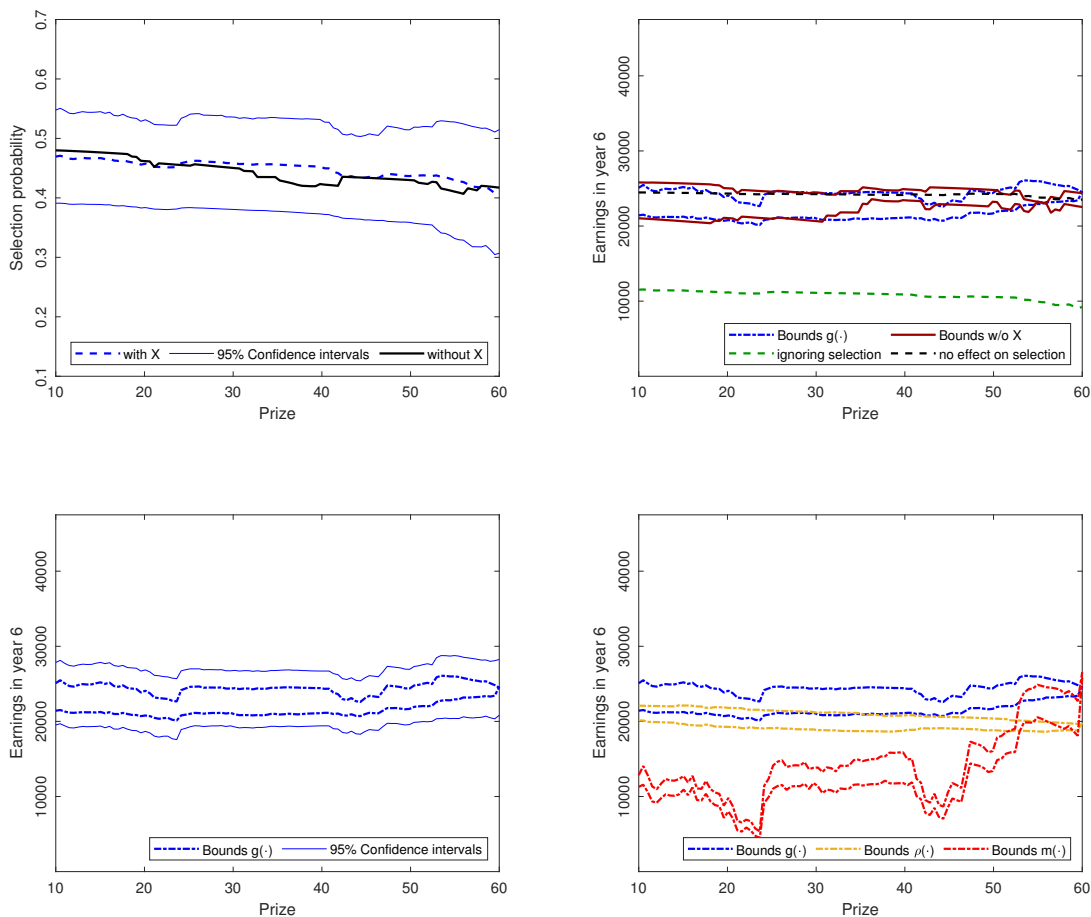 0.7
0.6
0.5
0.4
0.3
0.2
0.1
Selection probability
with X
95% Confidence intervals
without X
10
20
30
40
50
60
Prize
40000
30000
20000
10000
Earnings in year 6
Bounds g(·)
Bounds w/o X
ignoring selection
no effect on selection
10
20
30
40
50
60
Prize
40000
30000
20000
10000
Earnings in year 6
Bounds g(·)
95% Confidence intervals
10
20
30
40
50
60
Prize
40000
30000
20000
10000
Earnings in year 6
Bounds g(·)
Bounds ρ(·)
Bounds m(·)
10
20
30
40
50
60
Prize